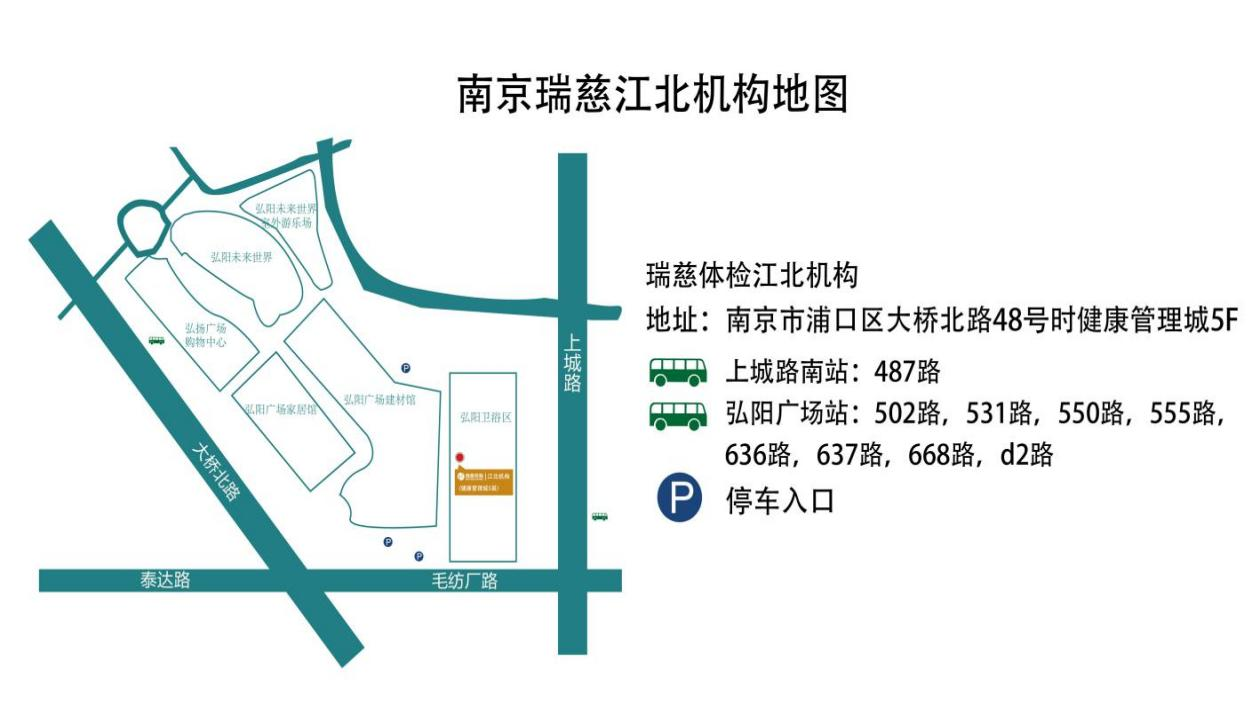 南京瑞慈江北机构地图
弘阳未来世界
室外游乐场
弘阳未来世界
弘扬广场
购物中心
弘阳广场家居馆
弘阳广场建材馆
弘阳卫浴区
江北机构
(健康管理城5层)
上城路
大桥北路
泰达路
毛纺厂路
P
P
P
瑞慈体检江北机构
地址：南京市浦口区大桥北路48号时健康管理城5F
上城路南站：487路
弘阳广场站：502路，531路，550路，555路，
636路，637路，668路，d2路
P 停车入口